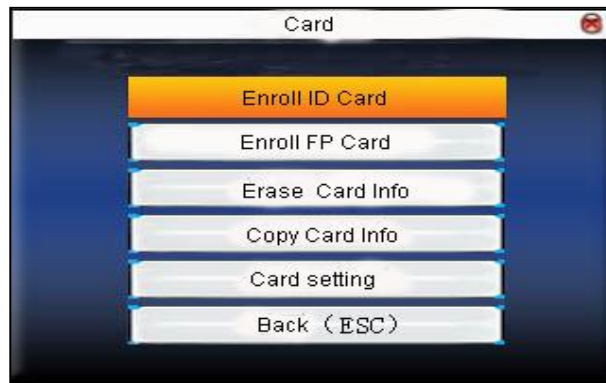 Card
Enroll ID Card
Enroll FP Card
Erase Card Info
Copy Card Info
Card setting
Back（ESC）